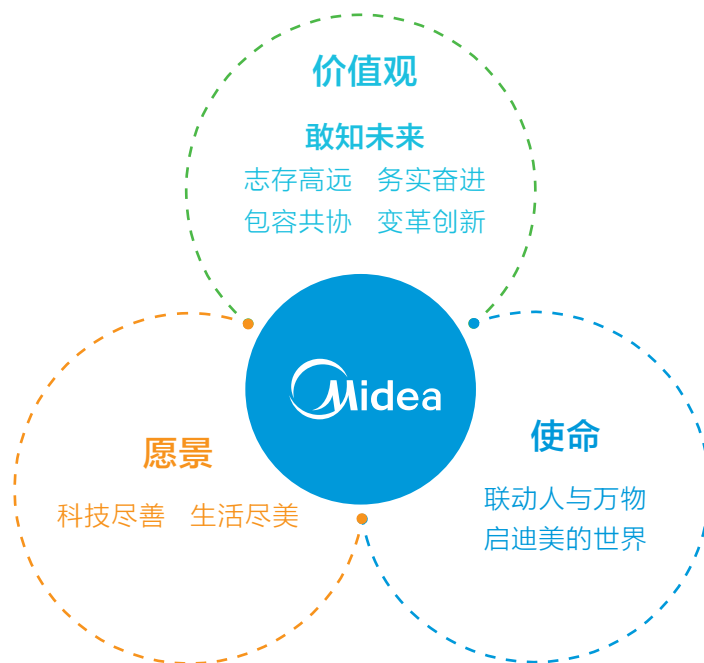 价值观
敢知未来
志存高远 务实奋进
包容共协 变革创新
Midea
愿景
科技尽善 生活尽美
使命
联动人与万物
启迪美的世界